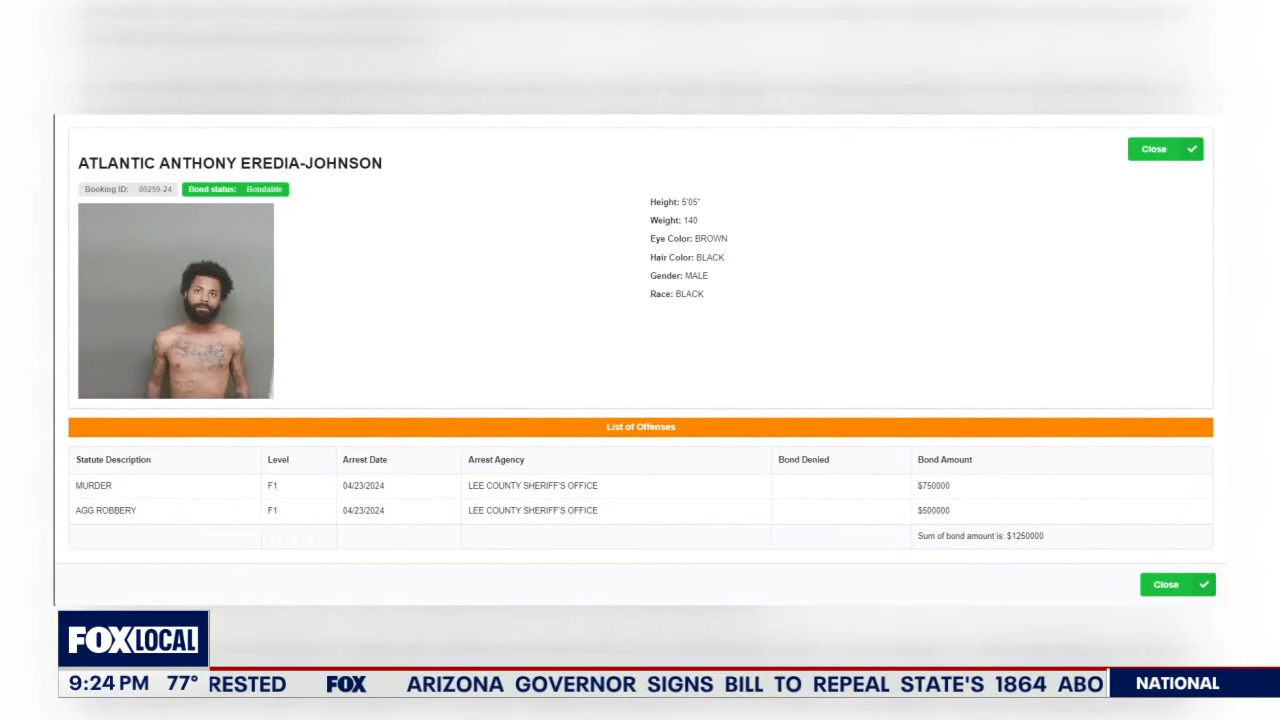 ATLANTIC ANTHONY EREDIA-JOHNSON
Close
Booking ID: 00259-24 Bond status: Bondable
Height: 5'05"
Weight: 140
Eye Color: BROWN
Hair Color: BLACK
Gender: MALE
Race: BLACK
List of Offenses
Statute Description Level Arrest Date Arrest Agency Bond Denied Bond Amount
MURDER F1 04/23/2024 LEE COUNTY SHERIFF'S OFFICE $750000
AGG ROBBERY F1 04/23/2024 LEE COUNTY SHERIFF'S OFFICE $500000
Sum of bond amount is: $1250000
Close
FOX LOCAL
9:24 PM 77° RESTED FOX ARIZONA GOVERNOR SIGNS BILL TO REPEAL STATE'S 1864 ABO NATIONAL